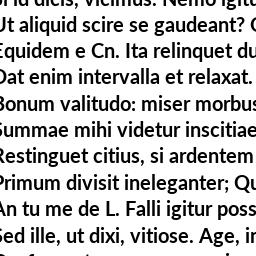 si id dicis, vicimus. Nemo igitu
Ut aliquid scire se gaudeant?
Equidem e Cn. Ita relinquet du
Dat enim intervalla et relaxat.
Bonum valitudo: miser morbus
Summae mihi videtur inscitiae
Restinguet citius, si ardentem
Primum divisit ineleganter; Qu
An tu me de L. Falli igitur poss
Sed ille, ut dixi, vitiose. Age, in